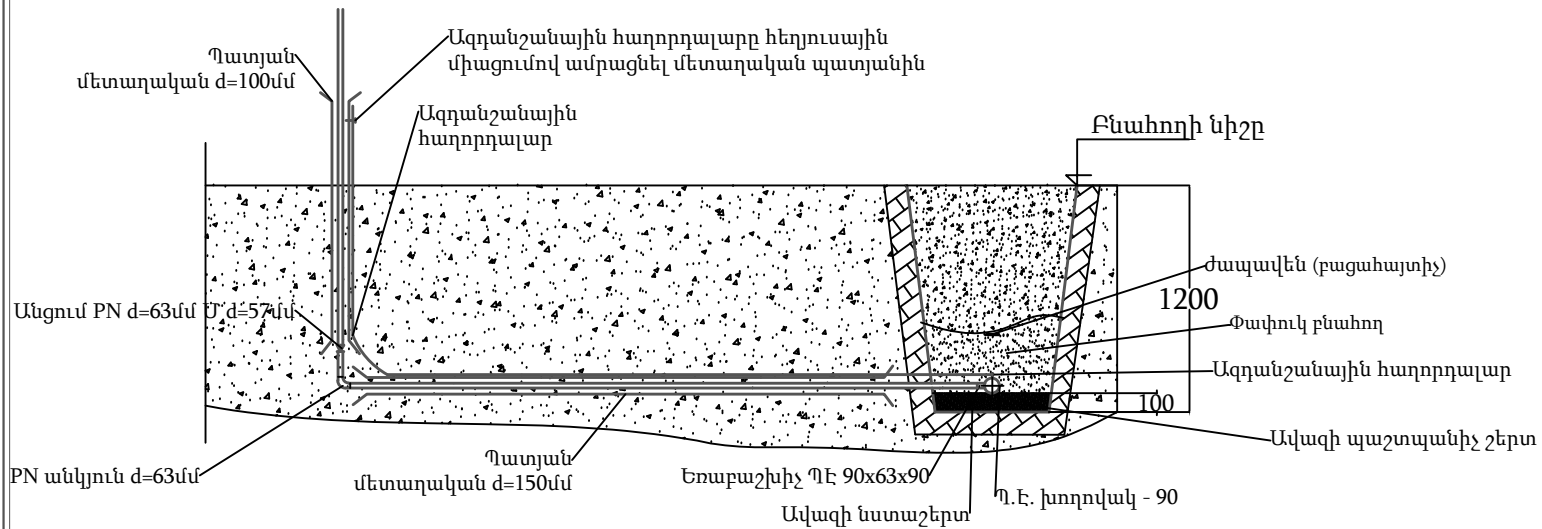 Ազդանշանային հաղորդալարը հեղյուսային
միացումով ամրացնել մետաղական պատյանին
Պատյան
մետաղական d=100մմ
Ազդանշանային
հաղորդալար
Բնահողի նիշը
ժապավեն (բացահայտիչ)
1200
Անցում PN d=63մմ Մ d=57մմ
Փափուկ բնահող
Ազդանշանային հաղորդալար
100
Ավազի պաշտպանիչ շերտ
PN անկյուն d=63մմ
Պատյան
մետաղական d=150մմ
Եռաբաշխիչ ՊԷ 90x63x90
Պ.Է. խողովակ - 90
Ավազի նստաշերտ